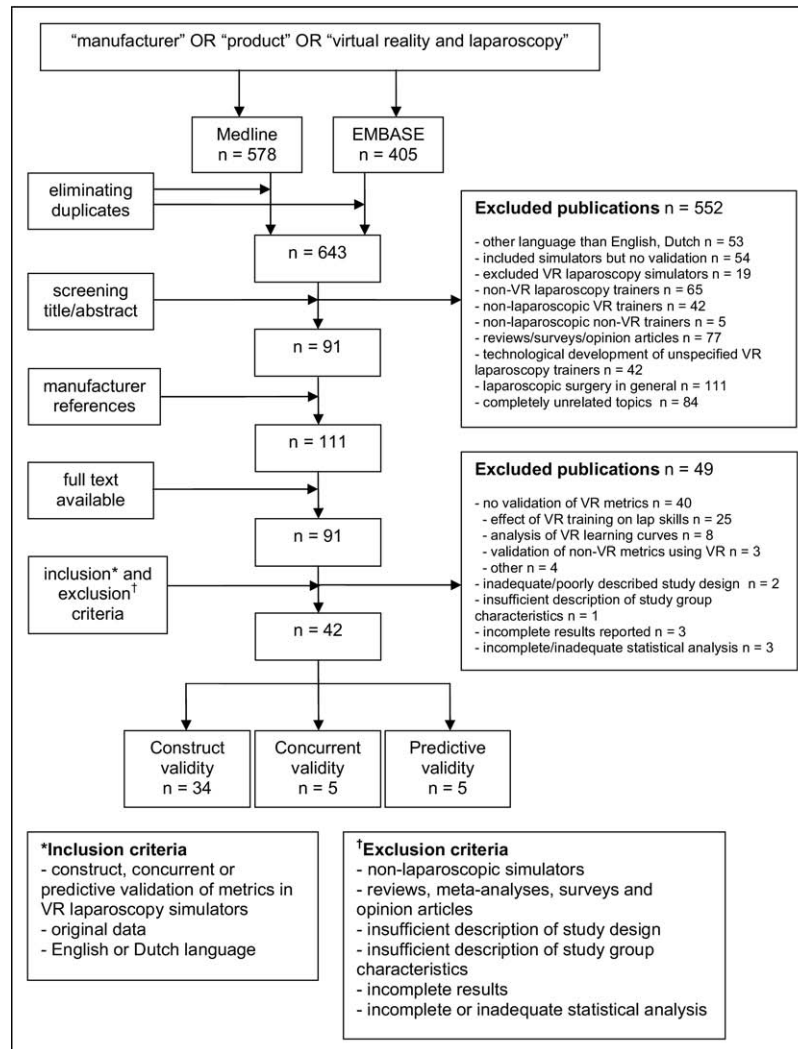 “manufacturer” OR “product” OR “virtual reality and laparoscopy”
Medline
n = 578
EMBASE
n = 405
eliminating
duplicates
n = 643
screening
title/abstract
Excluded publications n = 552
- other language than English, Dutch n = 53
- included simulators but no validation n = 54
- excluded VR laparoscopy simulators n = 19
- non-VR laparoscopy trainers n = 65
- non-laparoscopic VR trainers n = 42
- non-laparoscopic non-VR trainers n = 5
- reviews/surveys/opinion articles n = 77
- technological development of unspecified VR
laparoscopy trainers n = 42
- laparoscopic surgery in general n = 111
- completely unrelated topics n = 84
n = 91
manufacturer
references
n = 111
full text
available
n = 91
inclusion* and
exclusion†
criteria
Excluded publications n = 49
- no validation of VR metrics n = 40
- effect of VR training on lap skills n = 25
- analysis of VR learning curves n = 8
- validation of non-VR metrics using VR n = 3
- other n = 4
- inadequate/poorly described study design n = 2
- insufficient description of study group
characteristics n = 1
- incomplete results reported n = 3
- incomplete/inadequate statistical analysis n = 3
n = 42
Construct
validity
n = 34
Concurrent
validity
n = 5
Predictive
validity
n = 5
*Inclusion criteria
- construct, concurrent or
predictive validation of metrics in
VR laparoscopy simulators
- original data
- English or Dutch language
†Exclusion criteria
- non-laparoscopic simulators
- reviews, meta-analyses, surveys and
opinion articles
- insufficient description of study design
- insufficient description of study group
characteristics
- incomplete results
- incomplete or inadequate statistical analysis